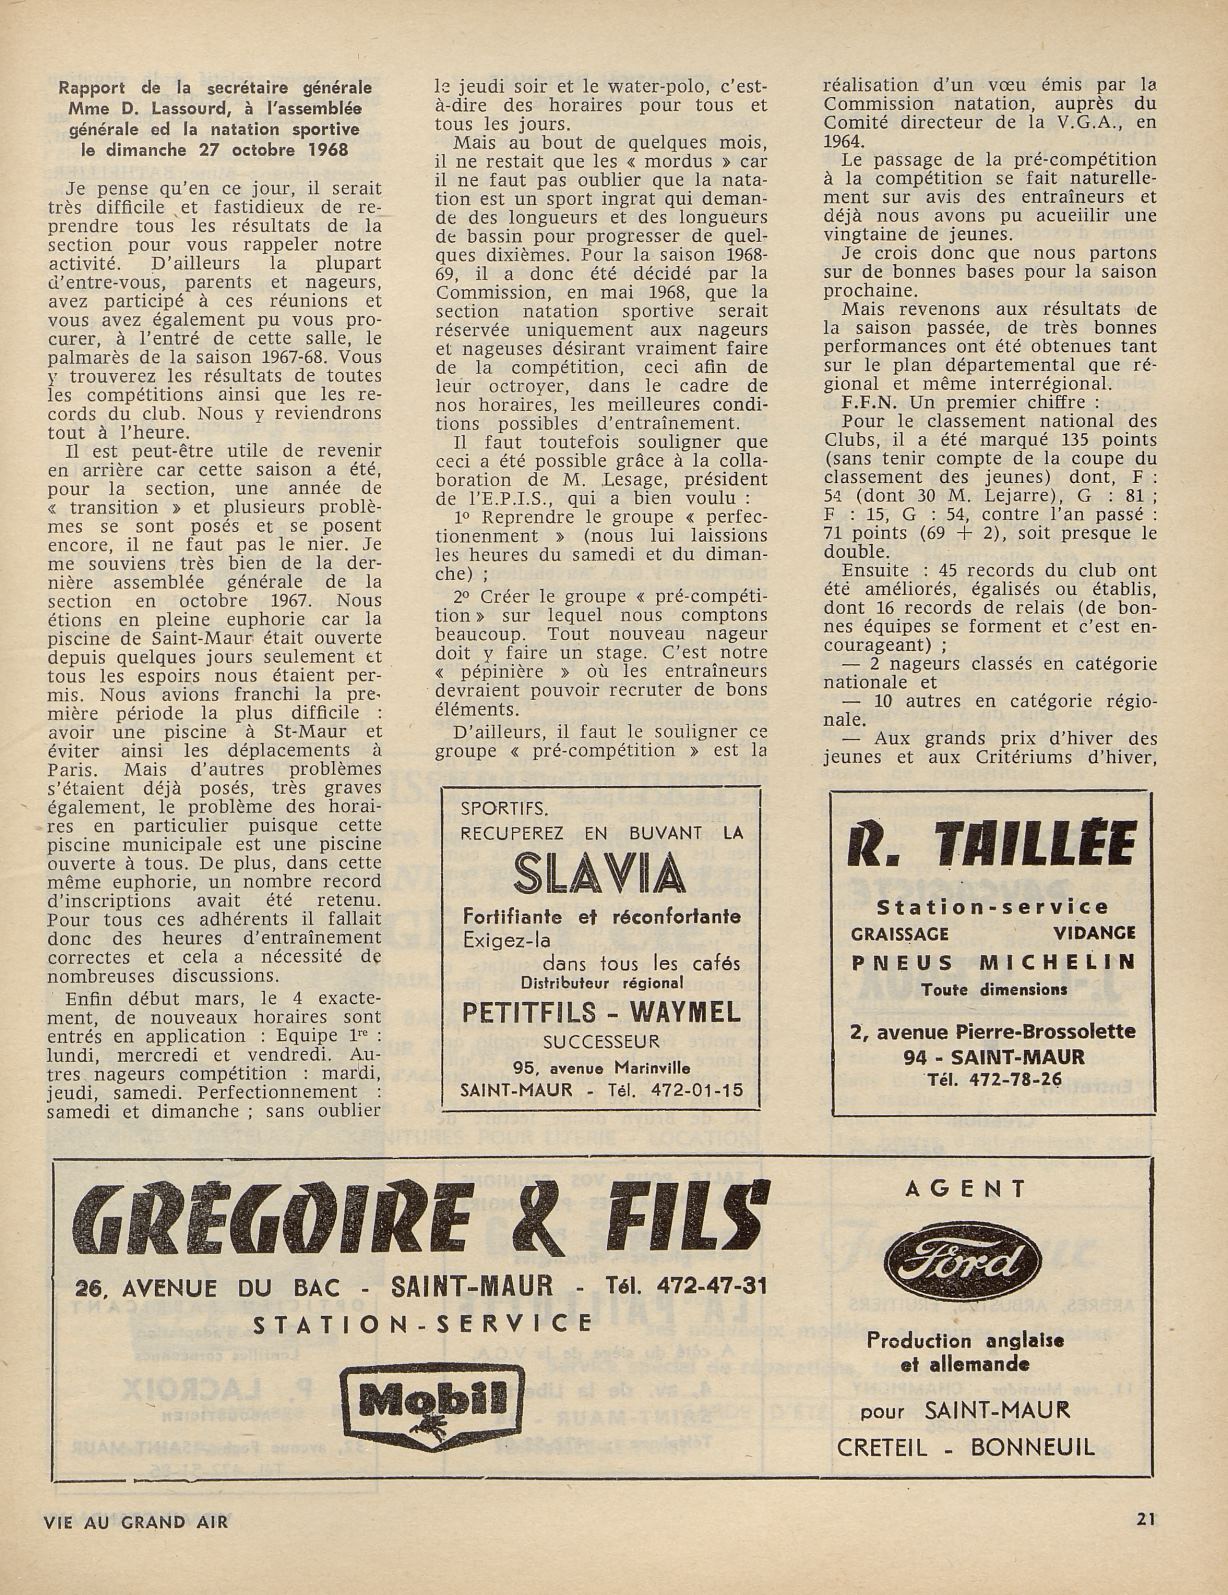 Rapport de la secrétaire générale
Mme D. Lassourd, à l'assemblée
générale ed la natation sportive
le dimanche 27 octobre 1968
Je pense qu'en ce jour, il serait
très difficile et fastidieux de re-
prendre tous les résultats de la
section pour vous rappeler notre
activité. D'ailleurs la plupart
d'entre-vous, parents et nageurs,
avez participé à ces réunions et
vous avez également pu vous pro-
curer, à l'entré de cette salle, le
palmarès de la saison 1967-68. Vous
y trouverez les résultats de toutes
les compétitions ainsi que les re-
cords du club. Nous y reviendrons
tout à l'heure.
Il est peut-être utile de revenir
en arrière car cette saison a été,
pour la section, une année de
« transition » et plusieurs problè-
mes se sont posés et se posent
encore, il ne faut pas le nier. Je
me souviens très bien de la der-
nière assemblée générale de la
section en octobre 1967. Nous
étions en pleine euphorie car la
piscine de Saint-Maur était ouverte
depuis quelques jours seulement et
tous les espoirs nous étaient per-
mis. Nous avions franchi la pre-
mière période la plus difficile :
avoir une piscine à St-Maur et
éviter ainsi les déplacements à
Paris. Mais d'autres problèmes
s'étaient déjà posés, très graves
également, le problème des horai-
res en particulier puisque cette
piscine municipale est une piscine
ouverte à tous. De plus, dans cette
même euphorie, un nombre record
d'inscriptions avait été retenu.
Pour tous ces adhérents il fallait
donc des heures d'entraînement
correctes et cela a nécessité de
nombreuses discussions.
Enfin début mars, le 4 exacte-
ment, de nouveaux horaires sont
entrés en application : Equipe 1re :
lundi, mercredi et vendredi. Au-
tres nageurs compétition : mardi,
jeudi, samedi. Perfectionnement :
samedi et dimanche ; sans oublier
le jeudi soir et le water-polo, c'est-
à-dire des horaires pour tous et
tous les jours.
Mais au bout de quelques mois,
il ne restait que les « mordus » car
il ne faut pas oublier que la nata-
tion est un sport ingrat qui deman-
de des longueurs et des longueurs
de bassin pour progresser de quel-
ques dixièmes. Pour la saison 1968-
69, il a donc été décidé par la
Commission, en mai 1968, que la
section natation sportive serait
réservée uniquement aux nageurs
et nageuses désirant vraiment faire
de la compétition, ceci afin de
leur octroyer, dans le cadre de
nos horaires, les meilleures condi-
tions possibles d'entraînement.
Il faut toutefois souligner que
ceci a été possible grâce à la colla-
boration de M. Lesage, président
de l'E.P.I.S., qui a bien voulu :
1º Reprendre le groupe « perfec-
tionenment » (nous lui laissions
les heures du samedi et du diman-
che) ;
2º Créer le groupe « pré-compéti-
tion » sur lequel nous comptons
beaucoup. Tout nouveau nageur
doit y faire un stage. C'est notre
« pépinière » où les entraîneurs
devraient pouvoir recruter de bons
éléments.
D'ailleurs, il faut le souligner ce
groupe « pré-compétition » est la
réalisation d'un vœu émis par la
Commission natation, auprès du
Comité directeur de la V.G.A., en
1964.
Le passage de la pré-compétition
à la compétition se fait naturelle-
ment sur avis des entraîneurs et
déjà nous avons pu acueiilir une
vingtaine de jeunes.
Je crois donc que nous partons
sur de bonnes bases pour la saison
prochaine.
Mais revenons aux résultats de
la saison passée, de très bonnes
performances ont été obtenues tant
sur le plan départemental que ré-
gional et même interrégional.
F.F.N. Un premier chiffre :
Pour le classement national des
Clubs, il a été marqué 135 points
(sans tenir compte de la coupe du
classement des jeunes) dont, F :
54 (dont 30 M. Lejarre), G : 81 ;
F : 15, G : 54, contre l'an passé :
71 points (69 + 2), soit presque le
double.
Ensuite : 45 records du club ont
été améliorés, égalisés ou établis,
dont 16 records de relais (de bon-
nes équipes se forment et c'est en-
courageant) ;
— 2 nageurs classés en catégorie
nationale et
— 10 autres en catégorie régio-
nale.
— Aux grands prix d'hiver des
jeunes et aux Critériums d'hiver,
SPORTIFS.
RECUPEREZ EN BUVANT LA
SLAVIA
Fortifiante et réconfortante
Exigez-la
dans tous les cafés
Distributeur régional
PETITFILS - WAYMEL
SUCCESSEUR
95, avenue Marinville
SAINT-MAUR - Tél. 472-01-15
R. TAILLÉE
Station-service
GRAISSAGE VIDANGE
PNEUS MICHELIN
Toute dimensions
2, avenue Pierre-Brossolette
94 - SAINT-MAUR
Tél. 472-78-26
GRÉGOIRE & FILS
26, AVENUE DU BAC - SAINT-MAUR - Tél. 472-47-31
STATION-SERVICE
Mobil
AGENT
Ford
Production anglaise
et allemande
pour SAINT-MAUR
CRETEIL - BONNEUIL
VIE AU GRAND AIR
21